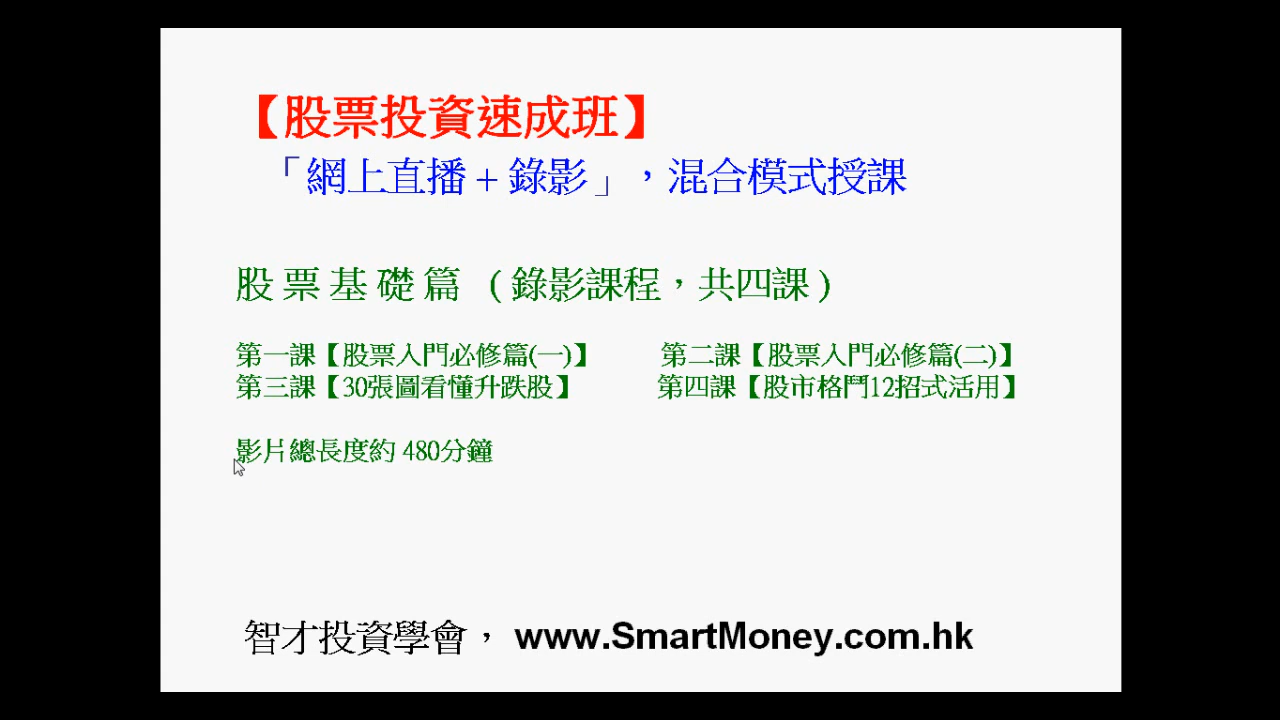 【股票投資速成班】
「網上直播 + 錄影」，混合模式授課
股 票 基 礎 篇 ( 錄影課程，共四課 )
第一課【股票入門必修篇(一)】 第二課【股票入門必修篇(二)】
第三課【30張圖看懂升跌股】 第四課【股市格鬥12招式活用】
影片總長度約 480分鐘
智才投資學會， www.SmartMoney.com.hk